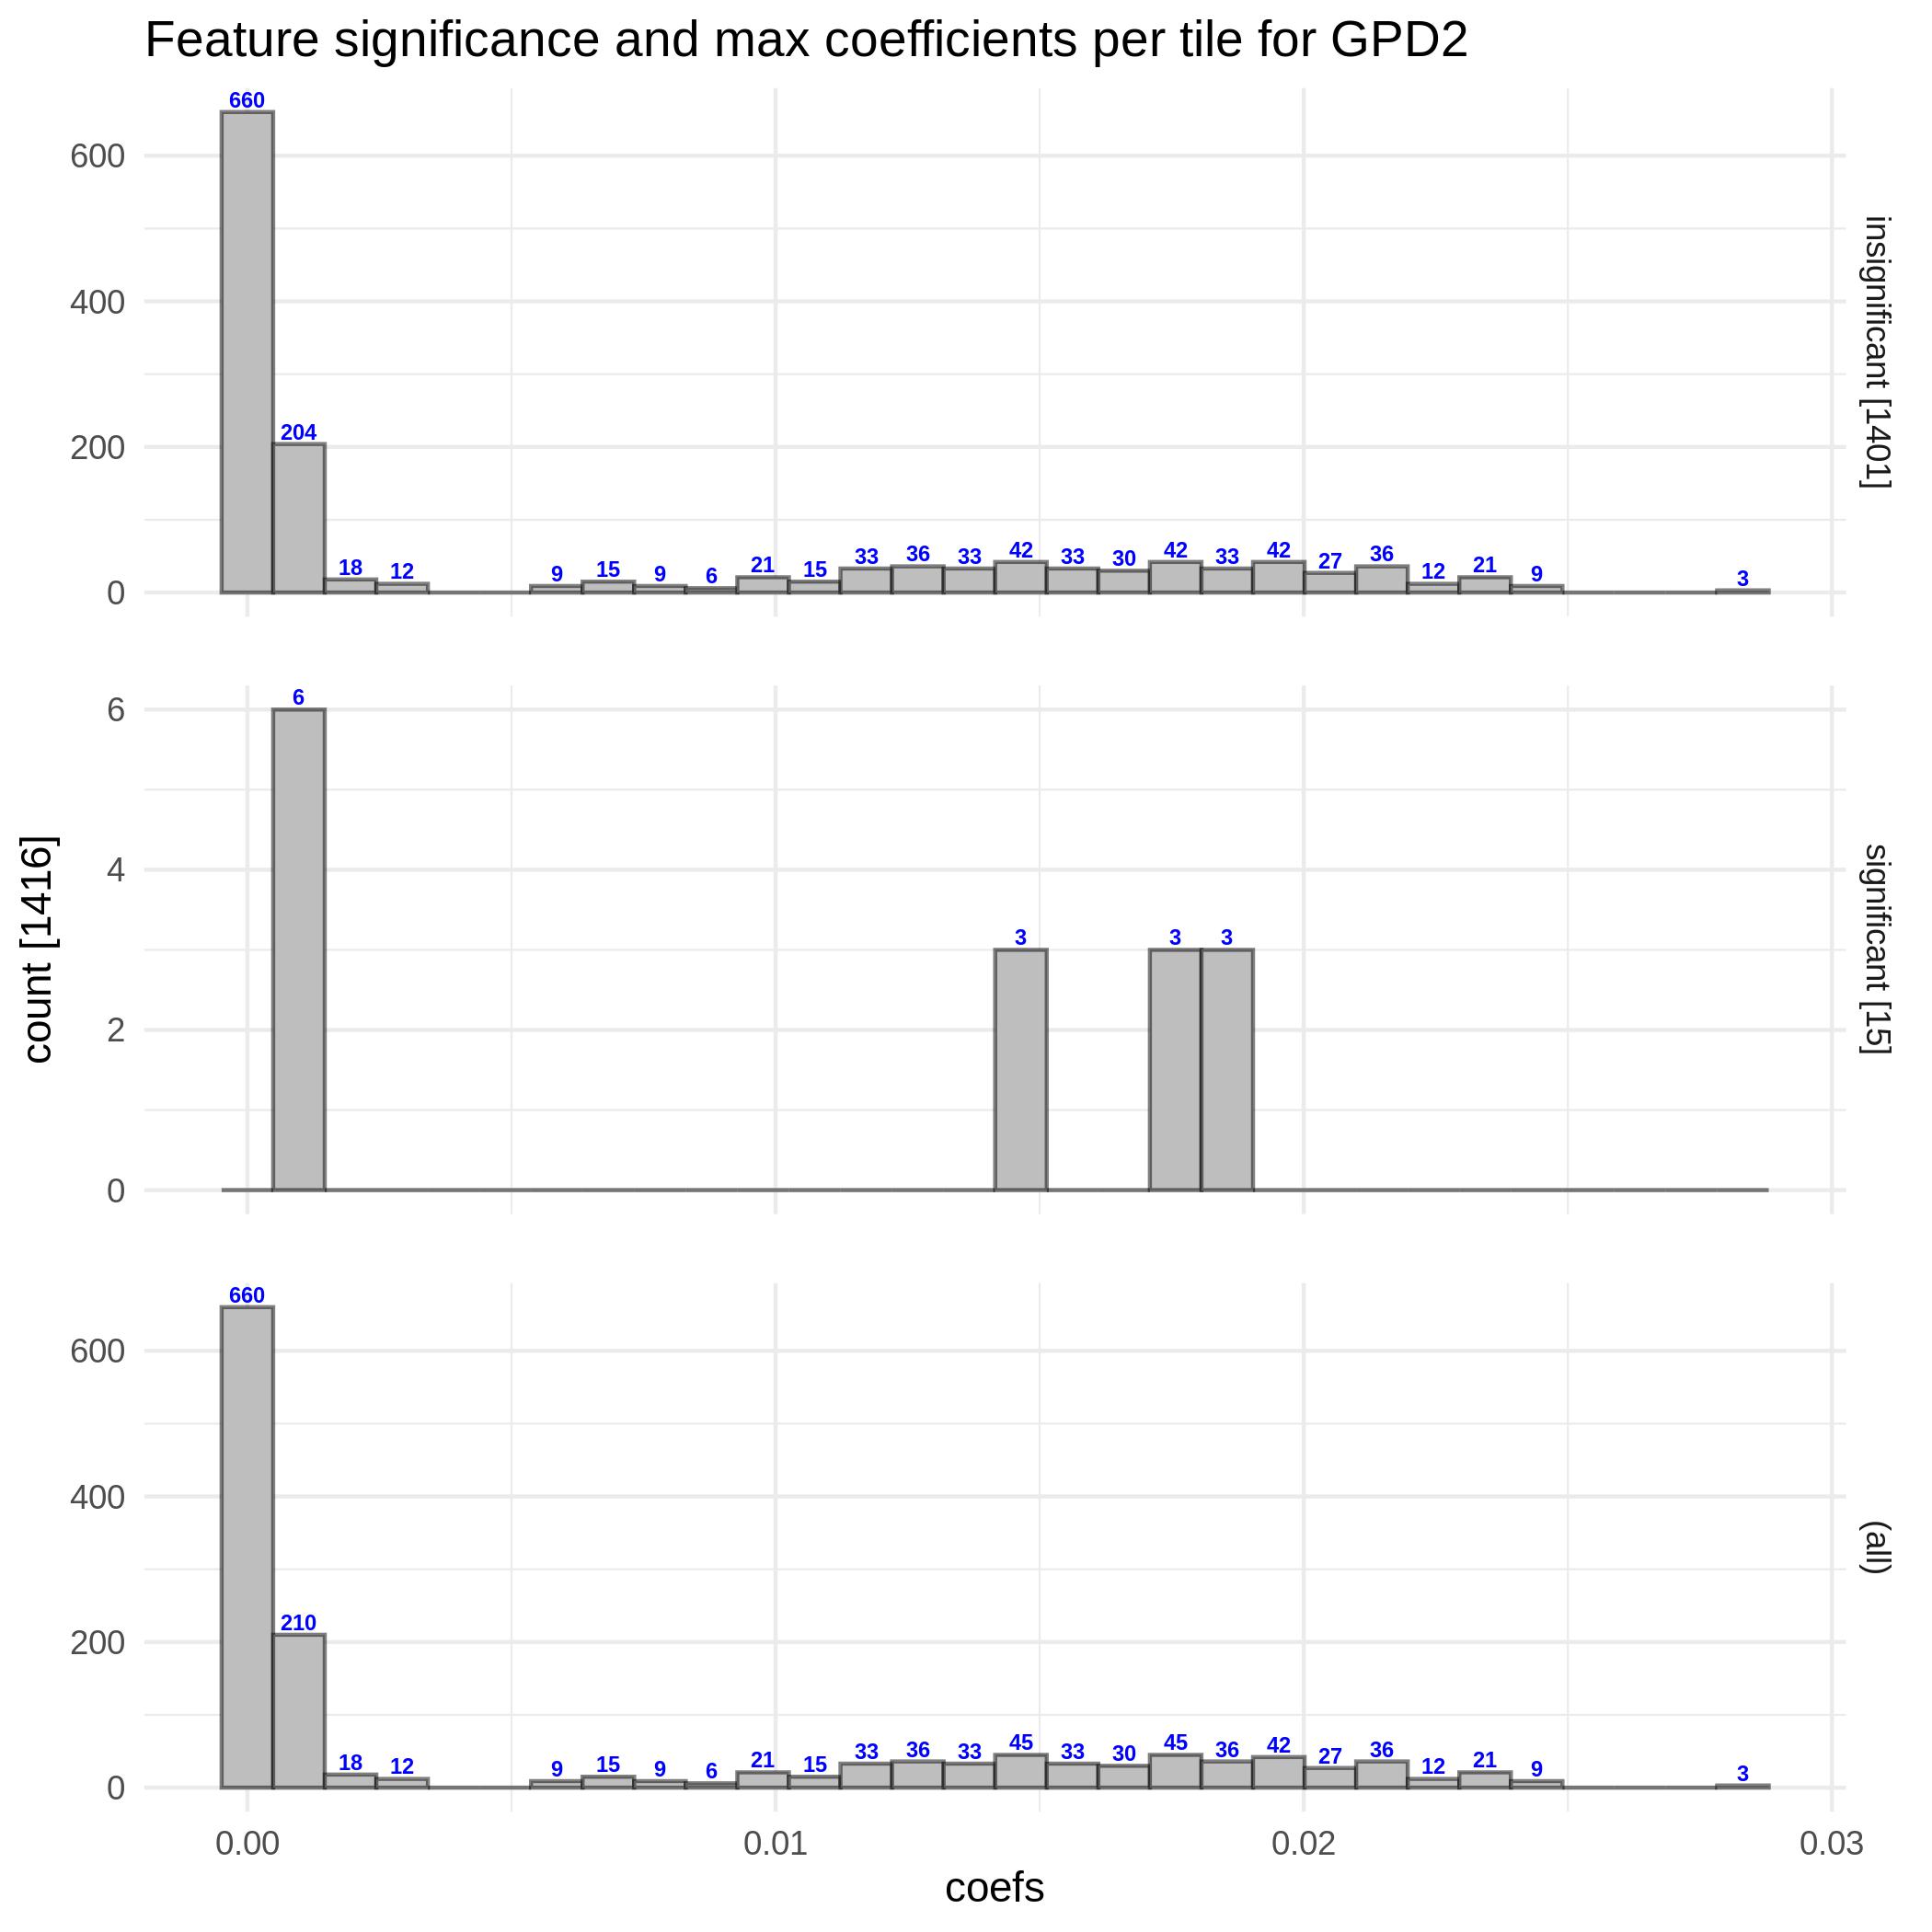 Feature significance and max coefficients per tile for GPD2
660
600
400
204
200
18 12 9 15 9 6 21 15 33 36 33 42 33 30 42 33 42 27 36 12 21 9 3
0
insignificant [1401]
6
6
4
3 3 3
2
0
significant [15]
count [1416]
660
600
400
210
200
18 12 9 15 9 6 21 15 33 36 33 45 33 30 45 36 42 27 36 12 21 9 3
0
(all)
0.00 0.01 0.02 0.03
coefs